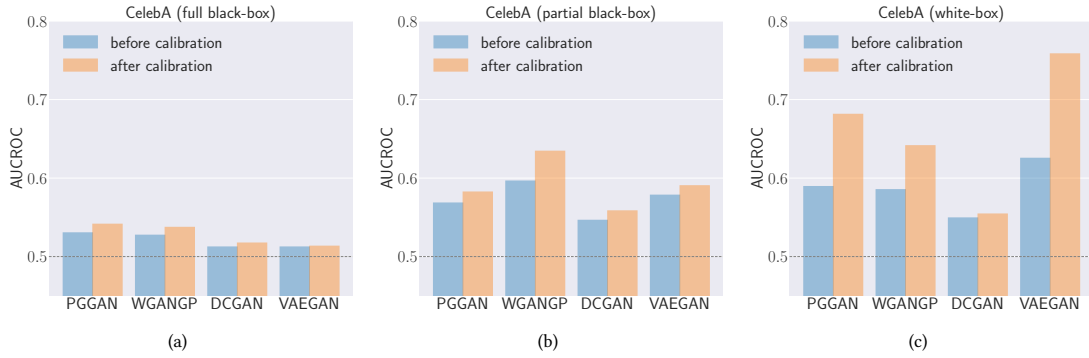 CelebA (full black-box)
0.8
0.7
0.6
0.5
AUCROC
before calibration
after calibration
PGGAN WGANGP DCGAN VAEGAN
(a)
CelebA (partial black-box)
0.8
0.7
0.6
0.5
AUCROC
before calibration
after calibration
PGGAN WGANGP DCGAN VAEGAN
(b)
CelebA (white-box)
0.8
0.7
0.6
0.5
AUCROC
before calibration
after calibration
PGGAN WGANGP DCGAN VAEGAN
(c)